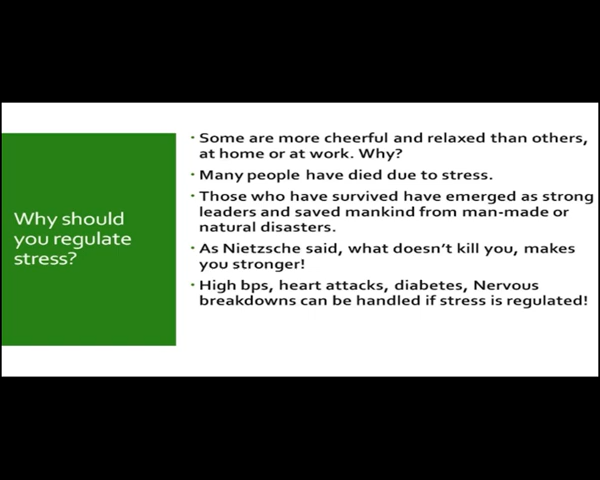 Why should
you regulate
stress?
• Some are more cheerful and relaxed than others,
at home or at work. Why?
• Many people have died due to stress.
• Those who have survived have emerged as strong
leaders and saved mankind from man-made or
natural disasters.
• As Nietzsche said, what doesn't kill you, makes
you stronger!
• High bps, heart attacks, diabetes, Nervous
breakdowns can be handled if stress is regulated!